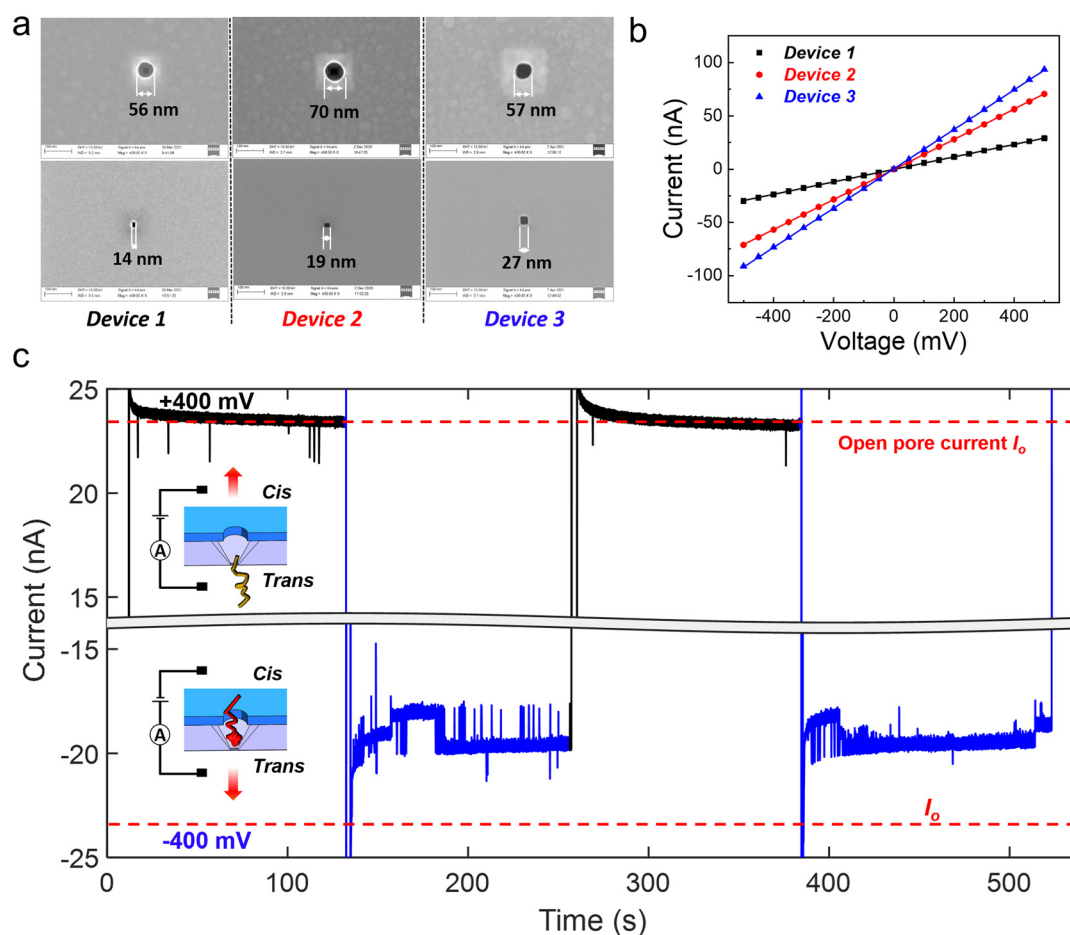 a
56 nm
70 nm
57 nm
14 nm
19 nm
27 nm
Device 1
Device 2
Device 3
b
Device 1
Device 2
Device 3
100
50
0
-50
-100
Current (nA)
-400
-200
0
200
400
Voltage (mV)
c
25
20
15
-15
-20
-25
Current (nA)
+400 mV
Open pore current Io
Cis
A
Trans
Cis
A
Trans
-400 mV
Io
0
100
200
300
400
500
Time (s)